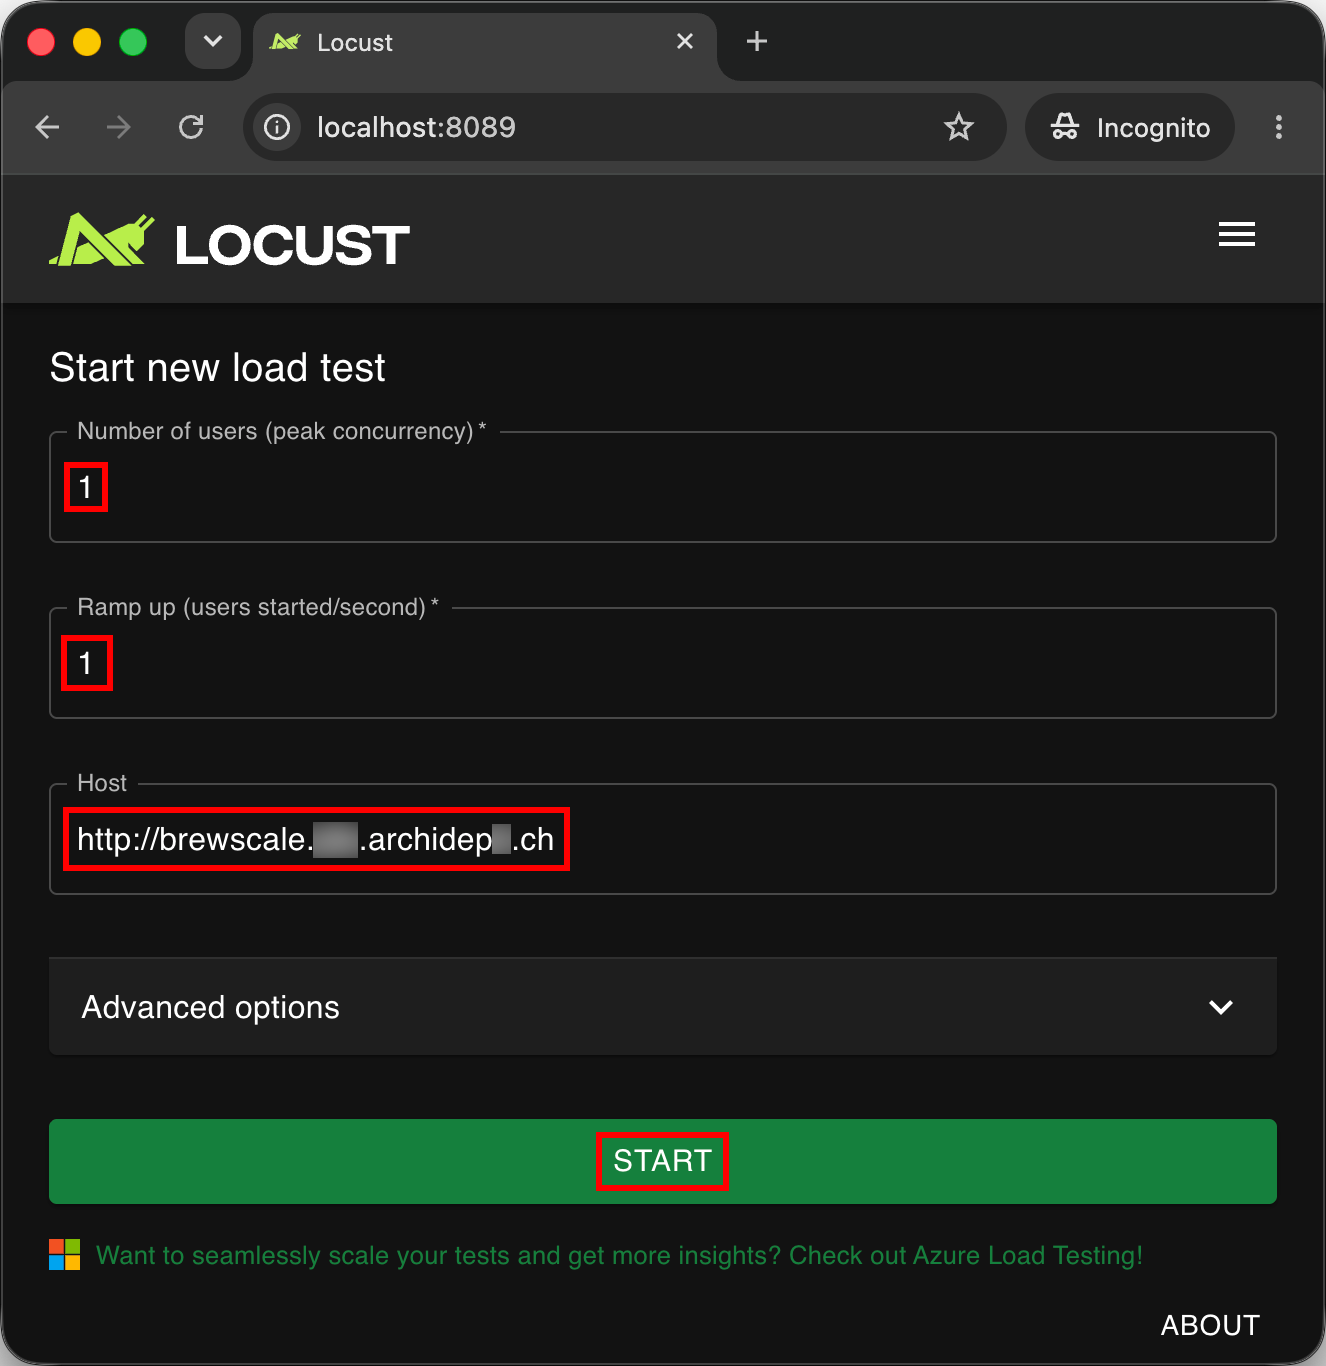 Locust
localhost:8089
Incognito
LOCUST
Start new load test
Number of users (peak concurrency) *
1
Ramp up (users started/second) *
1
Host
http://brewscale. .archidep .ch
Advanced options
START
Want to seamlessly scale your tests and get more insights? Check out Azure Load Testing!
ABOUT